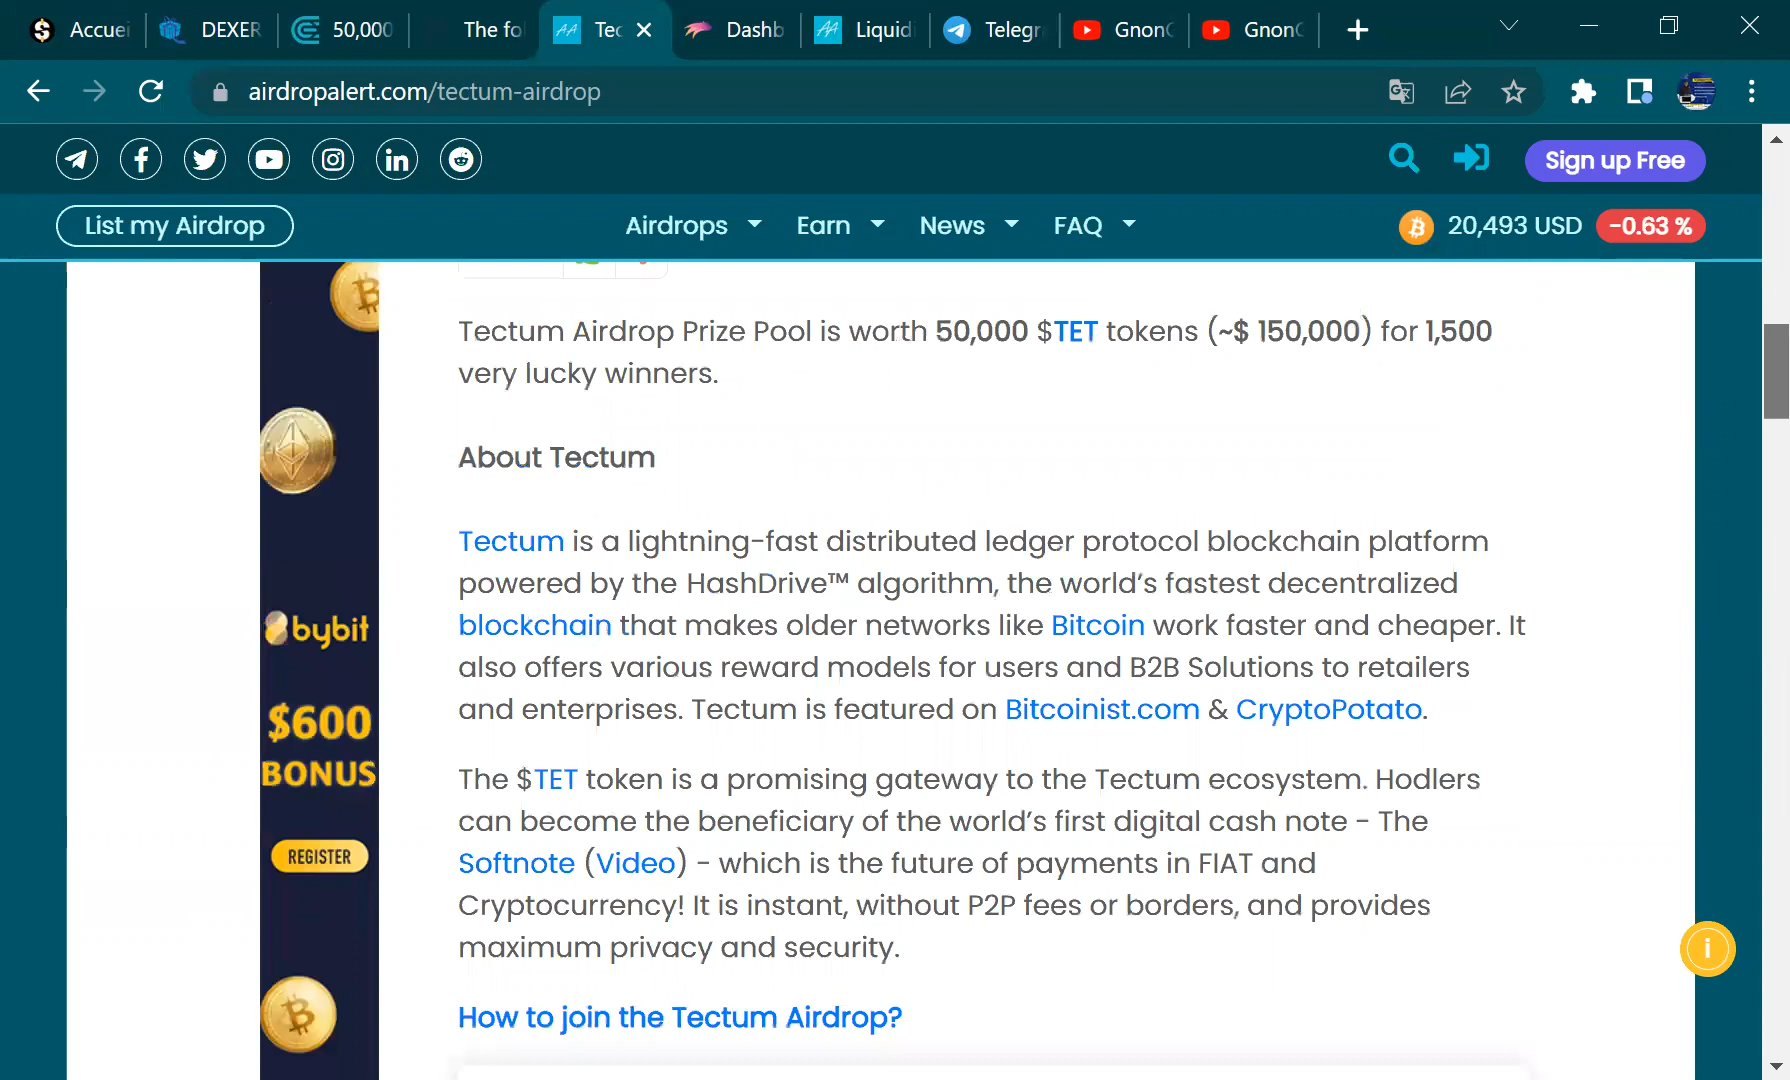 Accuei
DEXER
50,000
The fo
Tec
Dashb
Liquidi
Telegr
Gnon
Gnon
airdropalert.com/tectum-airdrop
Sign up Free
List my Airdrop
Airdrops
Earn
News
FAQ
20,493 USD
-0.63 %
Tectum Airdrop Prize Pool is worth 50,000 $TET tokens (~$ 150,000) for 1,500
very lucky winners.
About Tectum
Tectum is a lightning-fast distributed ledger protocol blockchain platform
powered by the HashDrive™ algorithm, the world's fastest decentralized
blockchain that makes older networks like Bitcoin work faster and cheaper. It
also offers various reward models for users and B2B Solutions to retailers
and enterprises. Tectum is featured on Bitcoinist.com & CryptoPotato.
The $TET token is a promising gateway to the Tectum ecosystem. Hodlers
can become the beneficiary of the world's first digital cash note - The
Softnote (Video) - which is the future of payments in FIAT and
Cryptocurrency! It is instant, without P2P fees or borders, and provides
maximum privacy and security.
How to join the Tectum Airdrop?
bybit
$600
BONUS
REGISTER